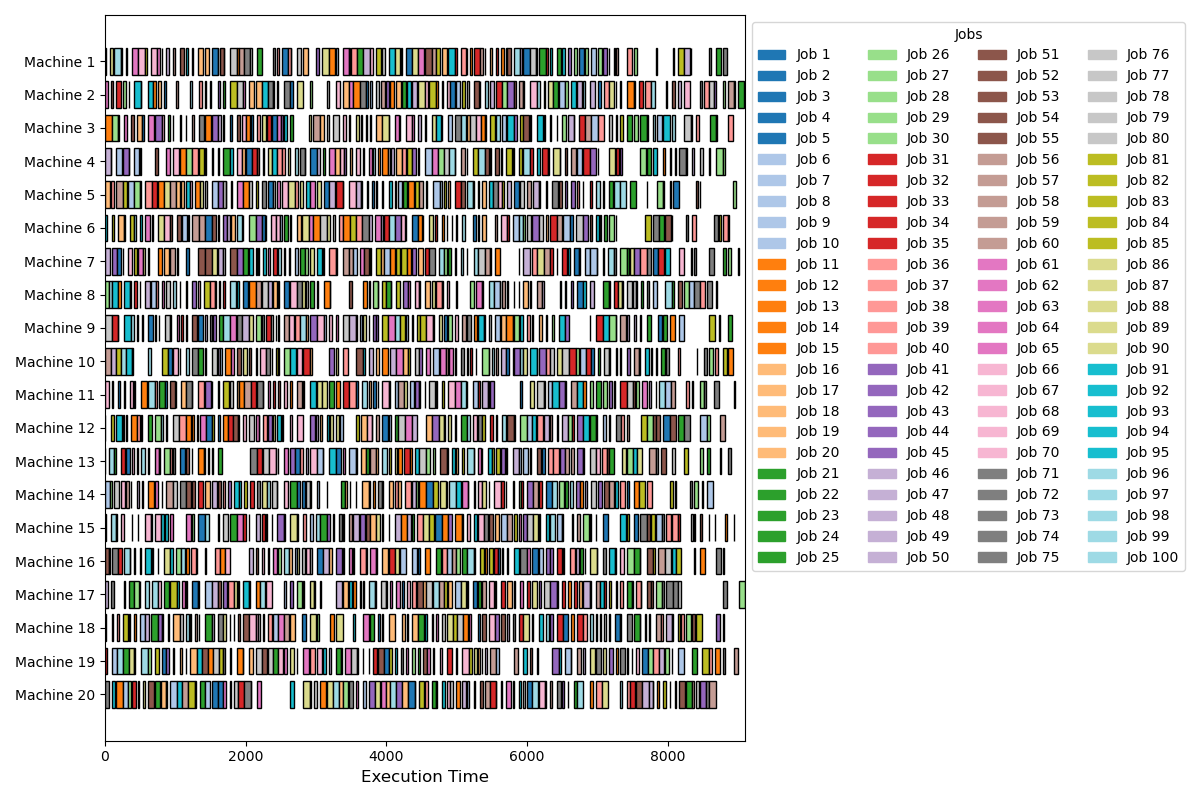 Machine 1
Machine 2
Machine 3
Machine 4
Machine 5
Machine 6
Machine 7
Machine 8
Machine 9
Machine 10
Machine 11
Machine 12
Machine 13
Machine 14
Machine 15
Machine 16
Machine 17
Machine 18
Machine 19
Machine 20
0 2000 4000 6000 8000
Execution Time
Jobs
Job 1 Job 26 Job 51 Job 76
Job 2 Job 27 Job 52 Job 77
Job 3 Job 28 Job 53 Job 78
Job 4 Job 29 Job 54 Job 79
Job 5 Job 30 Job 55 Job 80
Job 6 Job 31 Job 56 Job 81
Job 7 Job 32 Job 57 Job 82
Job 8 Job 33 Job 58 Job 83
Job 9 Job 34 Job 59 Job 84
Job 10 Job 35 Job 60 Job 85
Job 11 Job 36 Job 61 Job 86
Job 12 Job 37 Job 62 Job 87
Job 13 Job 38 Job 63 Job 88
Job 14 Job 39 Job 64 Job 89
Job 15 Job 40 Job 65 Job 90
Job 16 Job 41 Job 66 Job 91
Job 17 Job 42 Job 67 Job 92
Job 18 Job 43 Job 68 Job 93
Job 19 Job 44 Job 69 Job 94
Job 20 Job 45 Job 70 Job 95
Job 21 Job 46 Job 71 Job 96
Job 22 Job 47 Job 72 Job 97
Job 23 Job 48 Job 73 Job 98
Job 24 Job 49 Job 74 Job 99
Job 25 Job 50 Job 75 Job 100